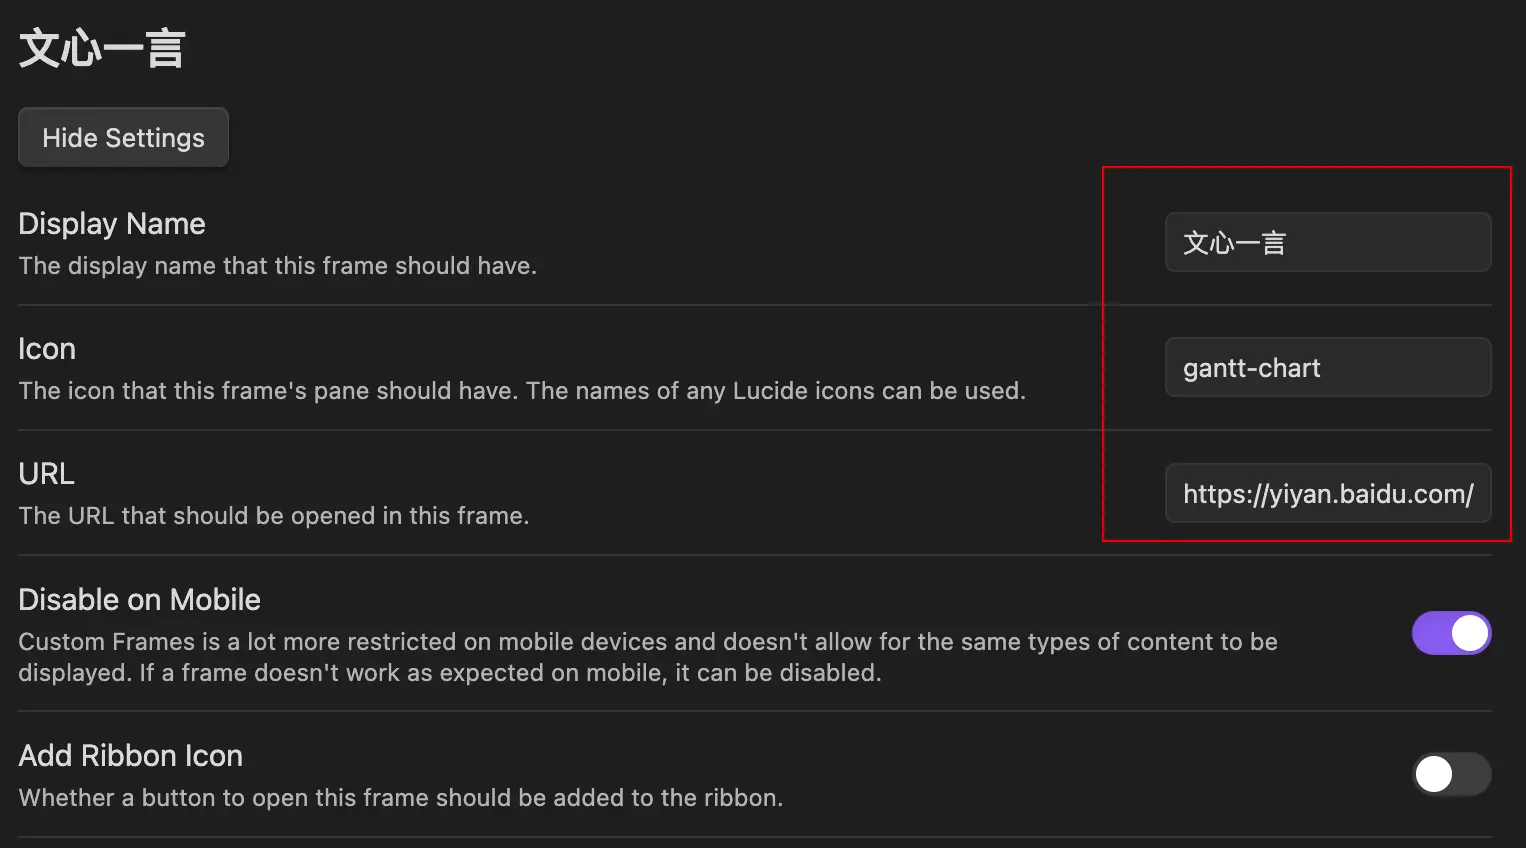 文心一言
Hide Settings
Display Name
The display name that this frame should have.
文心一言
Icon
The icon that this frame's pane should have. The names of any Lucide icons can be used.
gantt-chart
URL
The URL that should be opened in this frame.
https://yiyan.baidu.com/
Disable on Mobile
Custom Frames is a lot more restricted on mobile devices and doesn't allow for the same types of content to be
displayed. If a frame doesn't work as expected on mobile, it can be disabled.
Add Ribbon Icon
Whether a button to open this frame should be added to the ribbon.